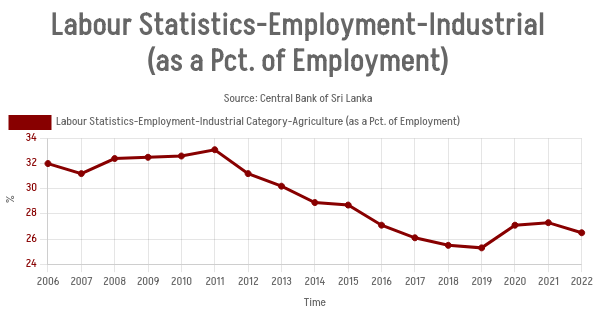 Labour Statistics-Employment-Industrial
(as a Pct. of Employment)
Source: Central Bank of Sri Lanka
Labour Statistics-Employment-Industrial Category-Agriculture (as a Pct. of Employment)
34
32
30
28
26
24
%
2006 2007 2008 2009 2010 2011 2012 2013 2014 2015 2016 2017 2018 2019 2020 2021 2022
Time